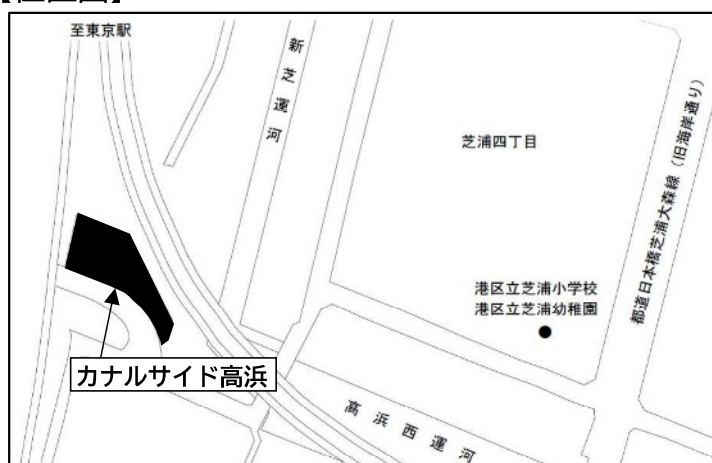 至東京駅
新芝運河
芝浦四丁目
都道日本橋芝浦大森線（旧海岸通り）
港区立芝浦小学校
港区立芝浦幼稚園
カナルサイド高浜
高浜西運河